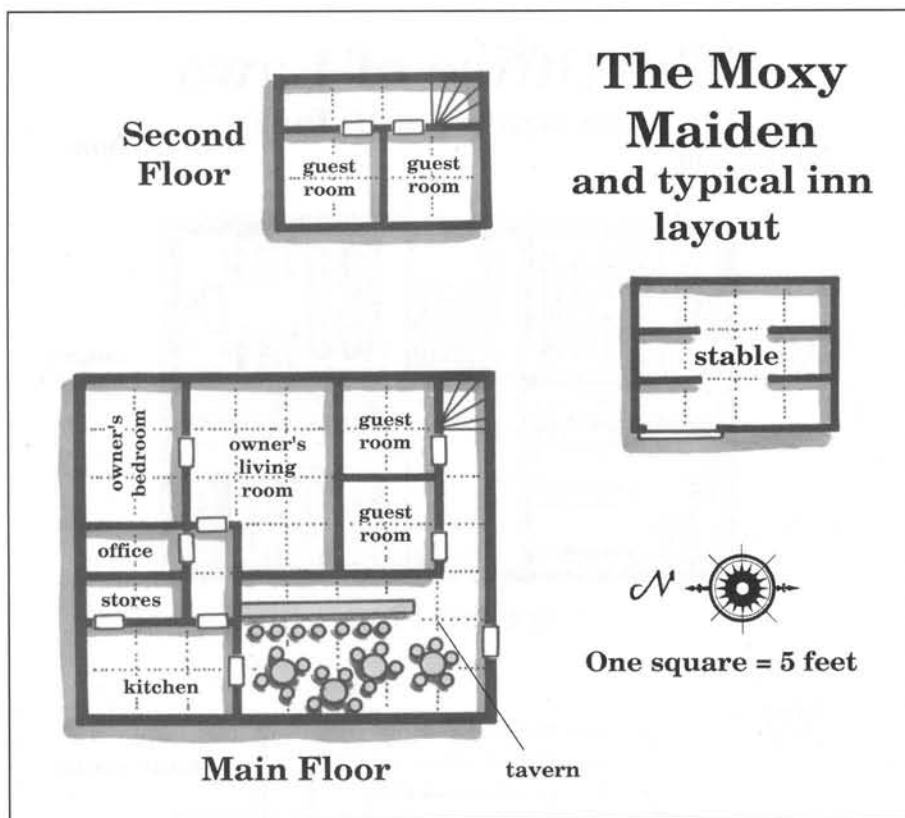 The Moxy
Maiden
and typical inn
layout
Second
Floor
guest
room
guest
room
stable
owner's
bedroom
owner's
living
room
guest
room
guest
room
office
stores
kitchen
N
One square = 5 feet
Main Floor
tavern